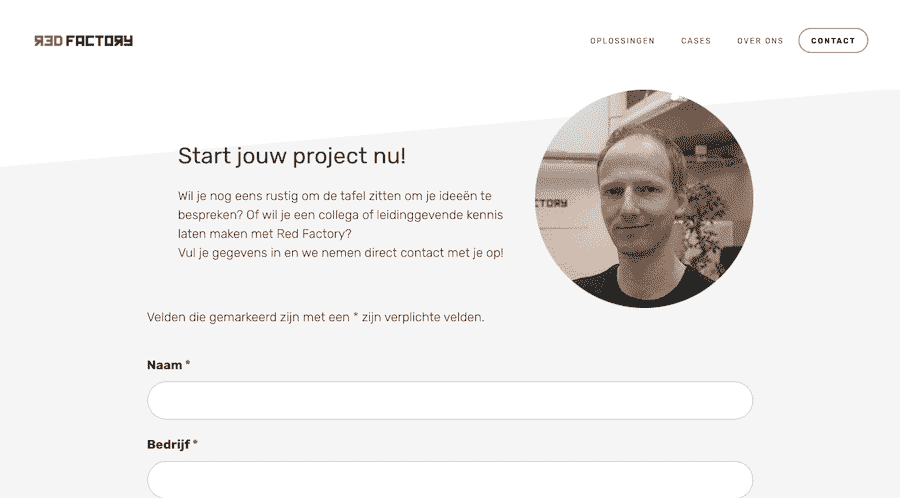 RED FACTORY
OPLOSSINGEN
CASES
OVER ONS
CONTACT
Start jouw project nu!
Wil je nog eens rustig om de tafel zitten om je ideeën te
bespreken? Of wil je een collega of leidinggevende kennis
laten maken met Red Factory?
Vul je gegevens in en we nemen direct contact met je op!
CTORY
Velden die gemarkeerd zijn met een * zijn verplichte velden.
Naam *
Bedrijf *